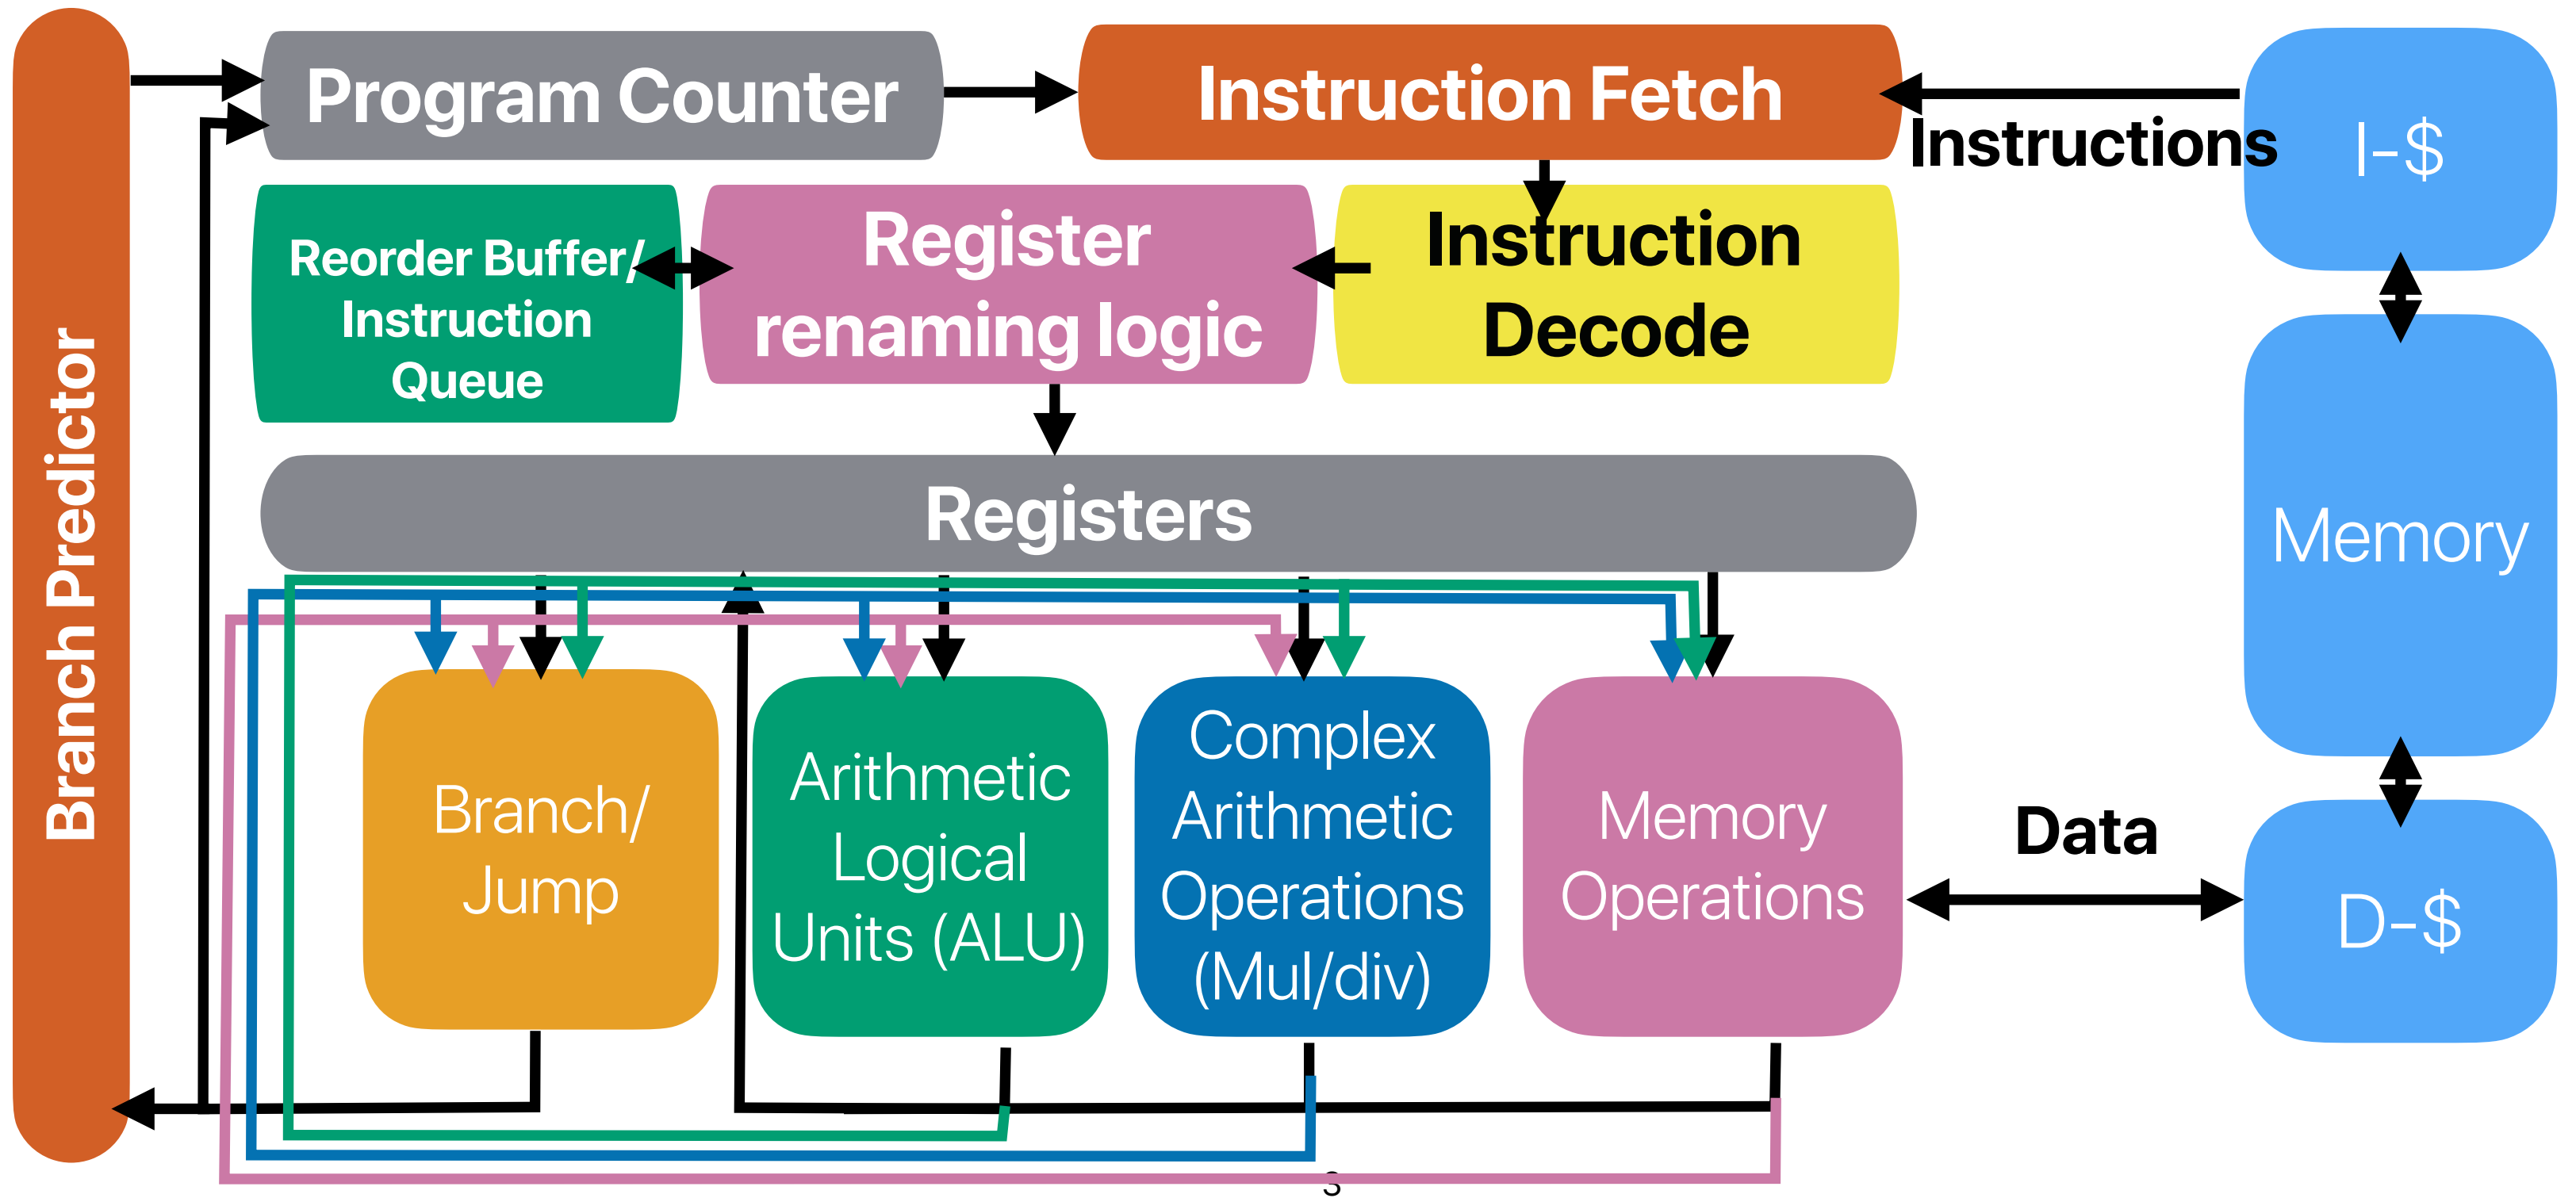 Branch Predictor
Program Counter
Instruction Fetch
Instructions
I-$
Reorder Buffer/
Instruction
Queue
Register
renaming logic
Instruction
Decode
Registers
Memory
Branch/
Jump
Arithmetic
Logical
Units (ALU)
Complex
Arithmetic
Operations
(Mul/div)
Memory
Operations
Data
D-$
3